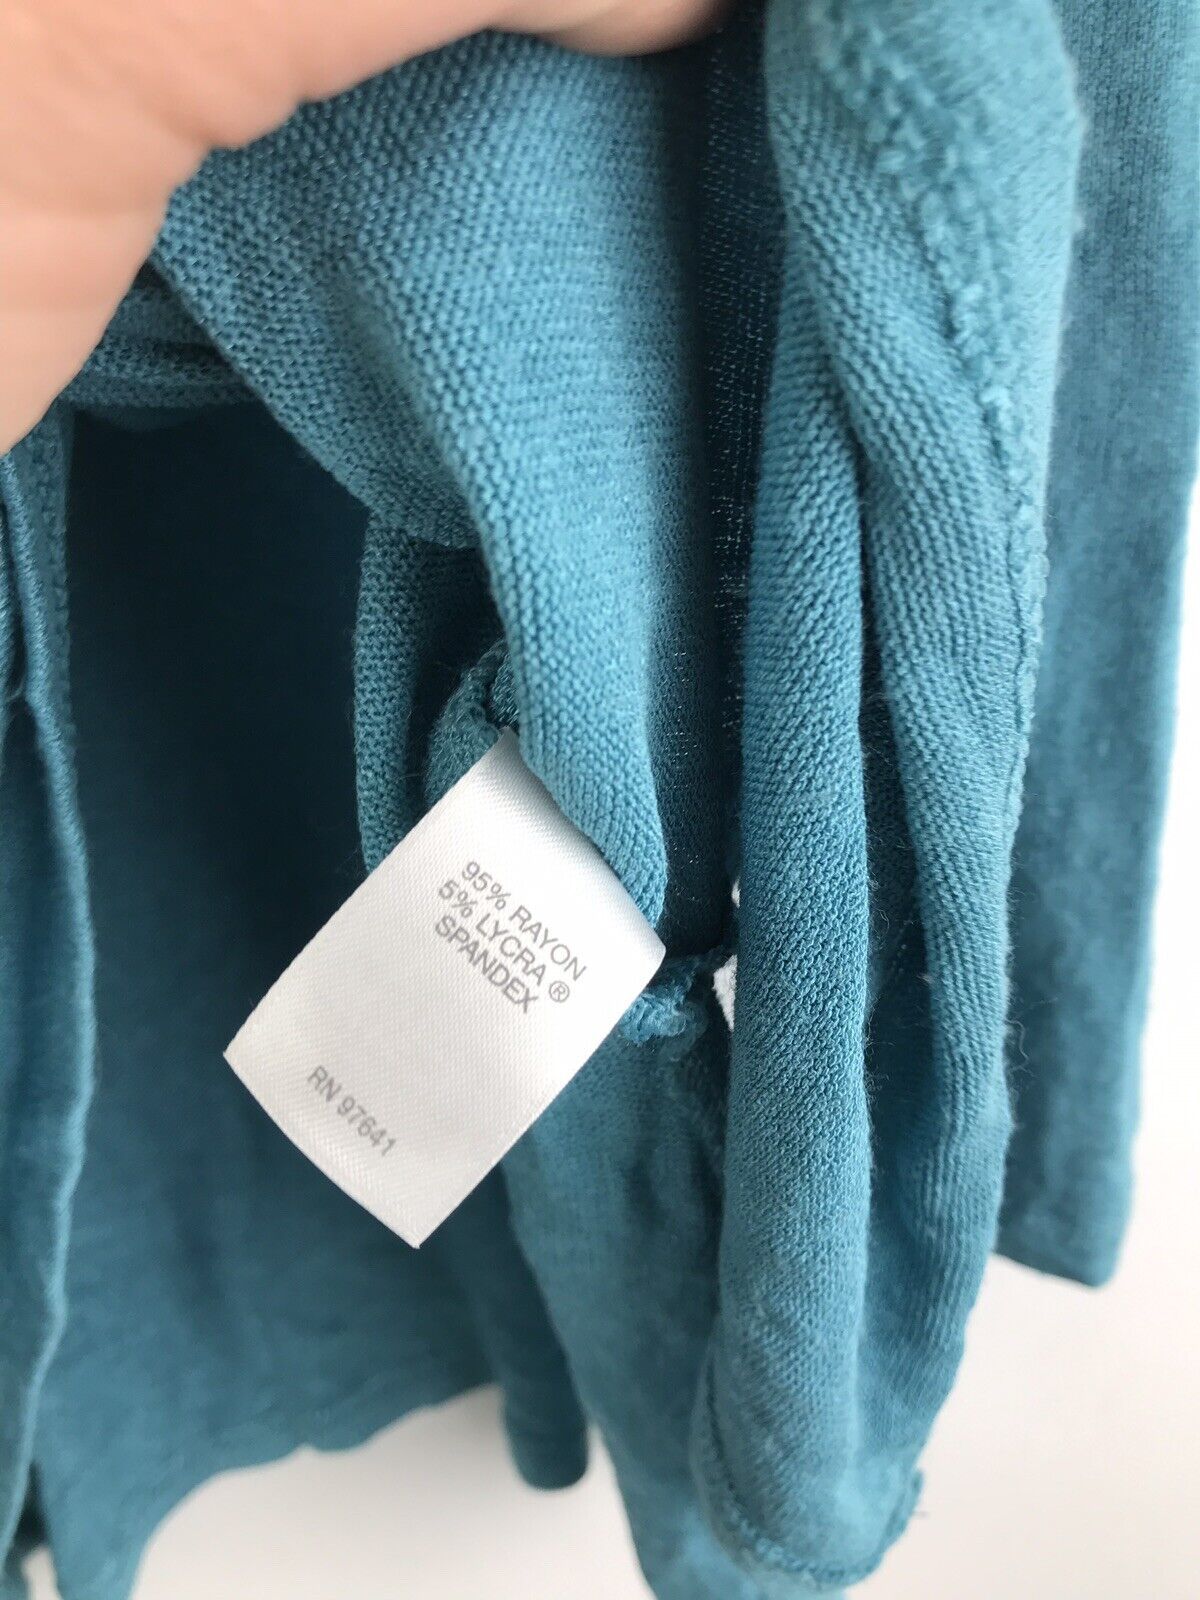 95% RAYON
5% LYCRA ®
SPANDEX
RN 97641